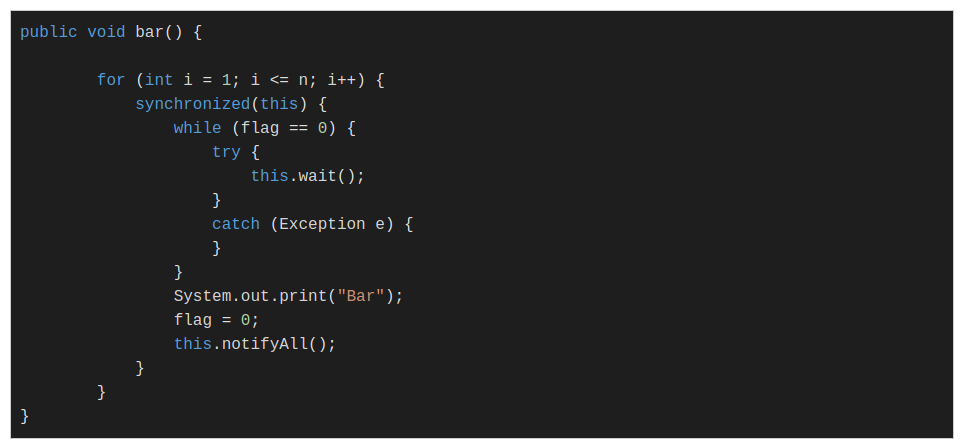 public void bar() {
        for (int i = 1; i <= n; i++) {
            synchronized(this) {
                while (flag == 0) {
                    try {
                        this.wait();
                    }
                    catch (Exception e) {
                    }
                }
                System.out.print("Bar");
                flag = 0;
                this.notifyAll();
            }
        }
}